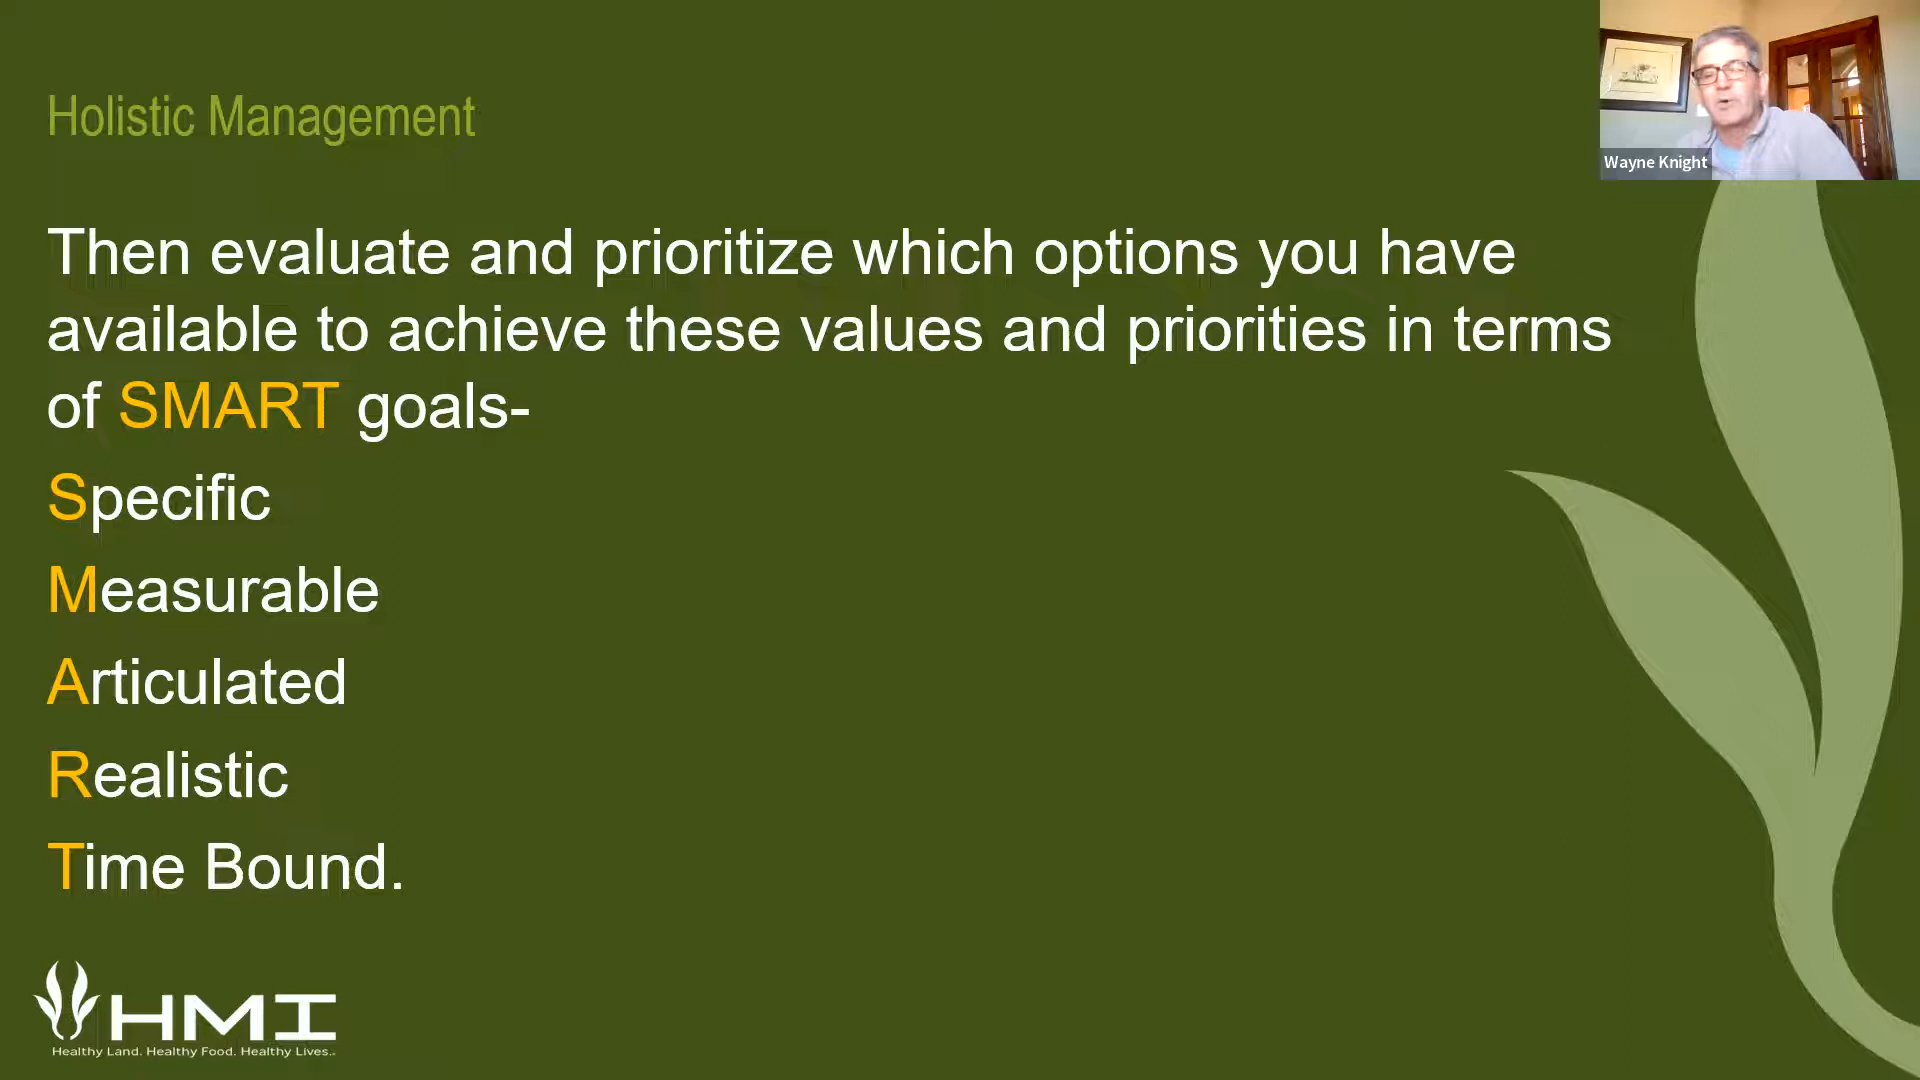 Holistic Management
Wayne Knight
Then evaluate and prioritize which options you have
available to achieve these values and priorities in terms
of SMART goals-
Specific
Measurable
Articulated
Realistic
Time Bound.
HMI
Healthy Land. Healthy Food. Healthy Lives..